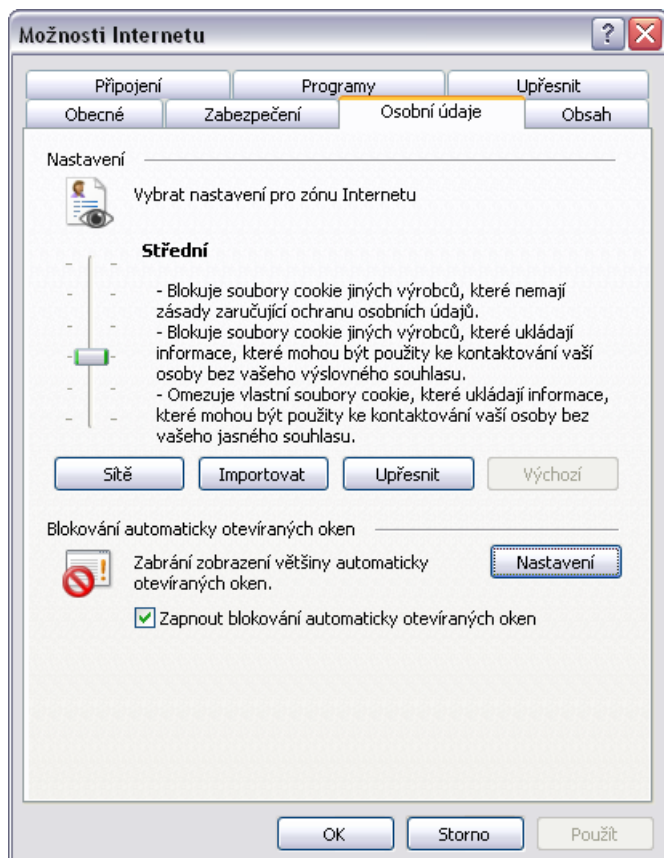 Možnosti Internetu
Připojení
Programy
Upřesnit
Obecné
Zabezpečení
Osobní údaje
Obsah
Nastavení
Vybrat nastavení pro zónu Internetu
Střední
- Blokuje soubory cookie jiných výrobců, které nemají
zásady zaručující ochranu osobních údajů.
- Blokuje soubory cookie jiných výrobců, které ukládají
informace, které mohou být použity ke kontaktování vaší
osoby bez vašeho výslovného souhlasu.
- Omezuje vlastní soubory cookie, které ukládají informace,
které mohou být použity ke kontaktování vaší osoby bez
vašeho jasného souhlasu.
Sítě
Importovat
Upřesnit
Výchozí
Blokování automaticky otevíraných oken
Zabrání zobrazení většiny automaticky
otevíraných oken.
Nastavení
Zapnout blokování automaticky otevíraných oken
OK
Storno
Použít